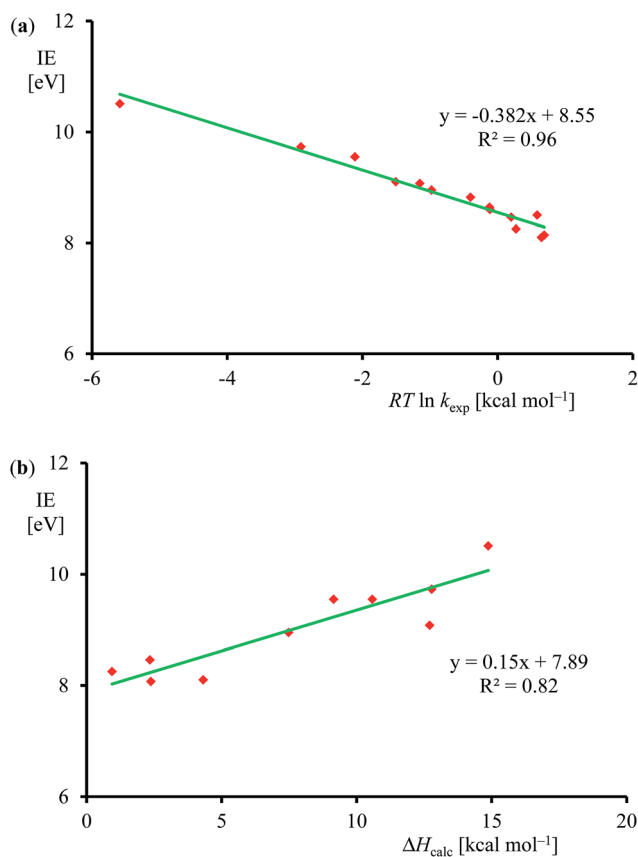 (a)
12
IE
[eV]
10
8
6
y = -0.382x + 8.55
R² = 0.96
-6 -4 -2 0 2
RT ln k_exp [kcal mol⁻¹]
(b)
12
IE
[eV]
10
8
6
y = 0.15x + 7.89
R² = 0.82
0 5 10 15 20
ΔH_calc [kcal mol⁻¹]